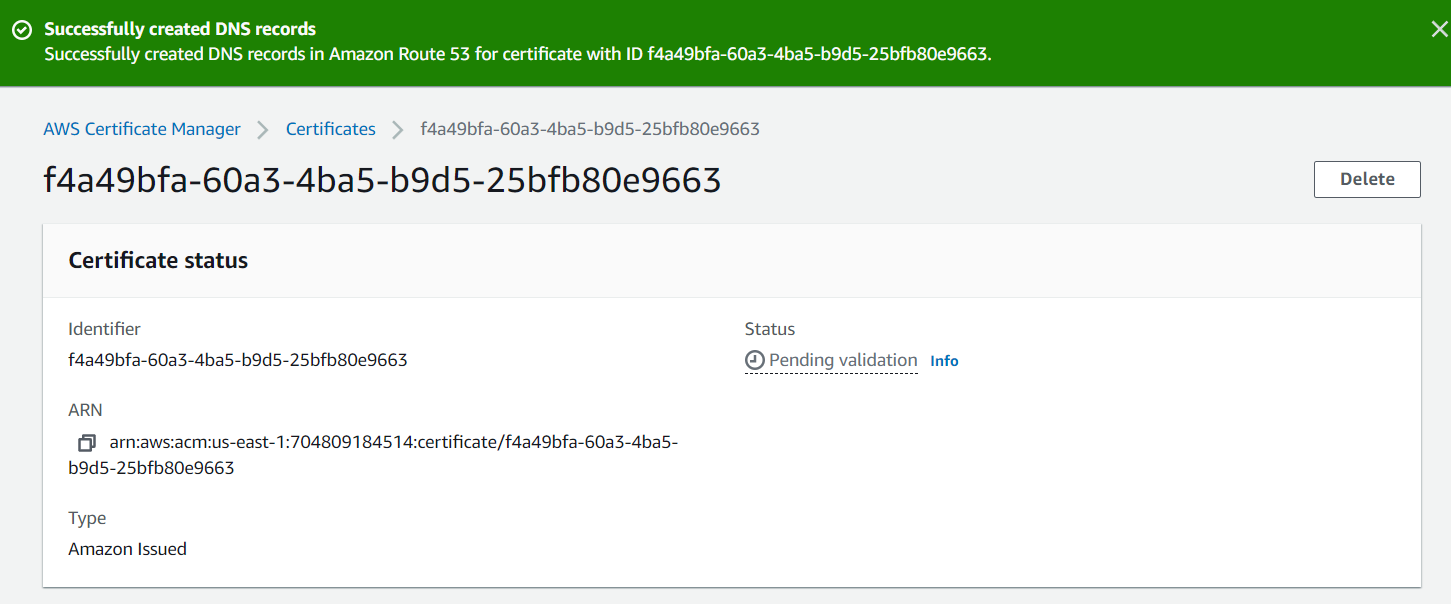 Successfully created DNS records
Successfully created DNS records in Amazon Route 53 for certificate with ID f4a49bfa-60a3-4ba5-b9d5-25bfb80e9663.
AWS Certificate Manager
Certificates
f4a49bfa-60a3-4ba5-b9d5-25bfb80e9663
f4a49bfa-60a3-4ba5-b9d5-25bfb80e9663
Delete
Certificate status
Identifier
f4a49bfa-60a3-4ba5-b9d5-25bfb80e9663
Status
Pending validation Info
ARN
arn:aws:acm:us-east-1:704809184514:certificate/f4a49bfa-60a3-4ba5-
b9d5-25bfb80e9663
Type
Amazon Issued